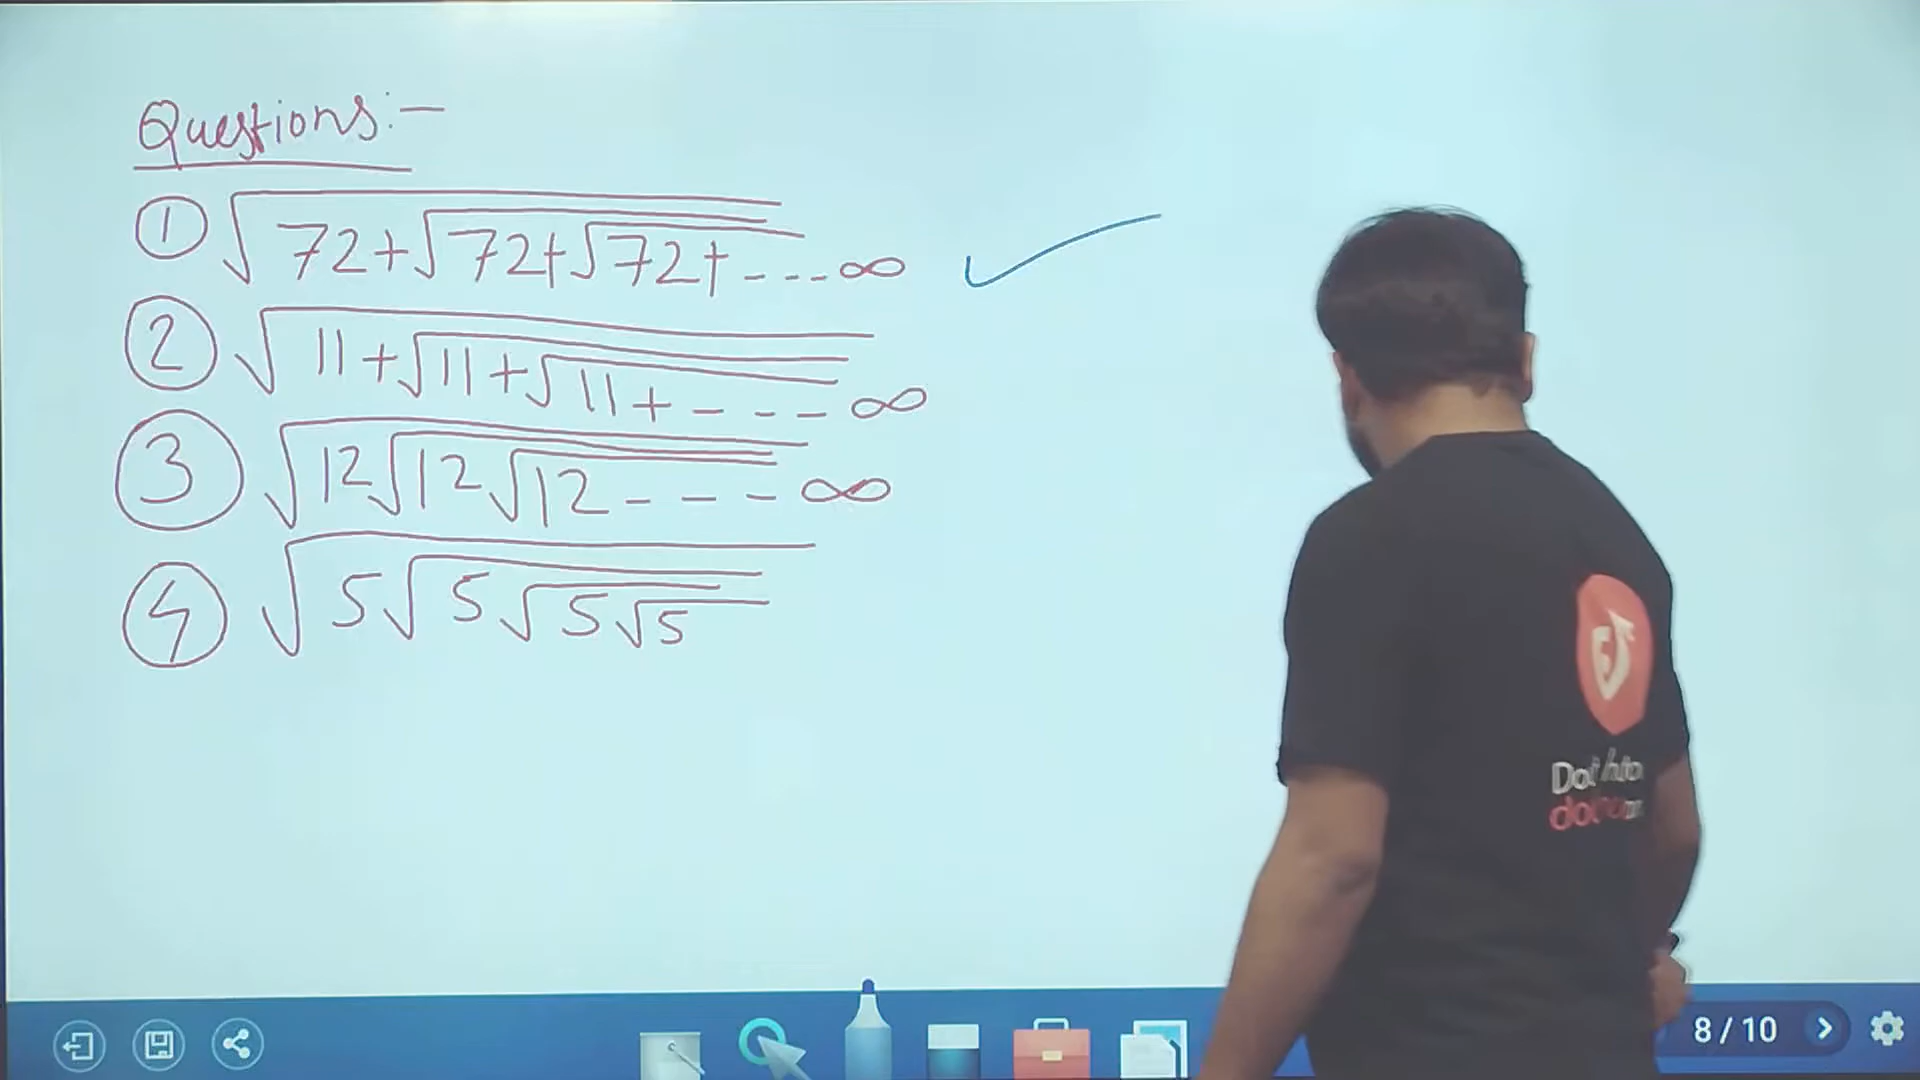 Questions:-
① √72+√72+√72+---∞
② √11+√11+√11+----∞
③ √12√12√12----∞
④ √5√5√5√5
8 / 10